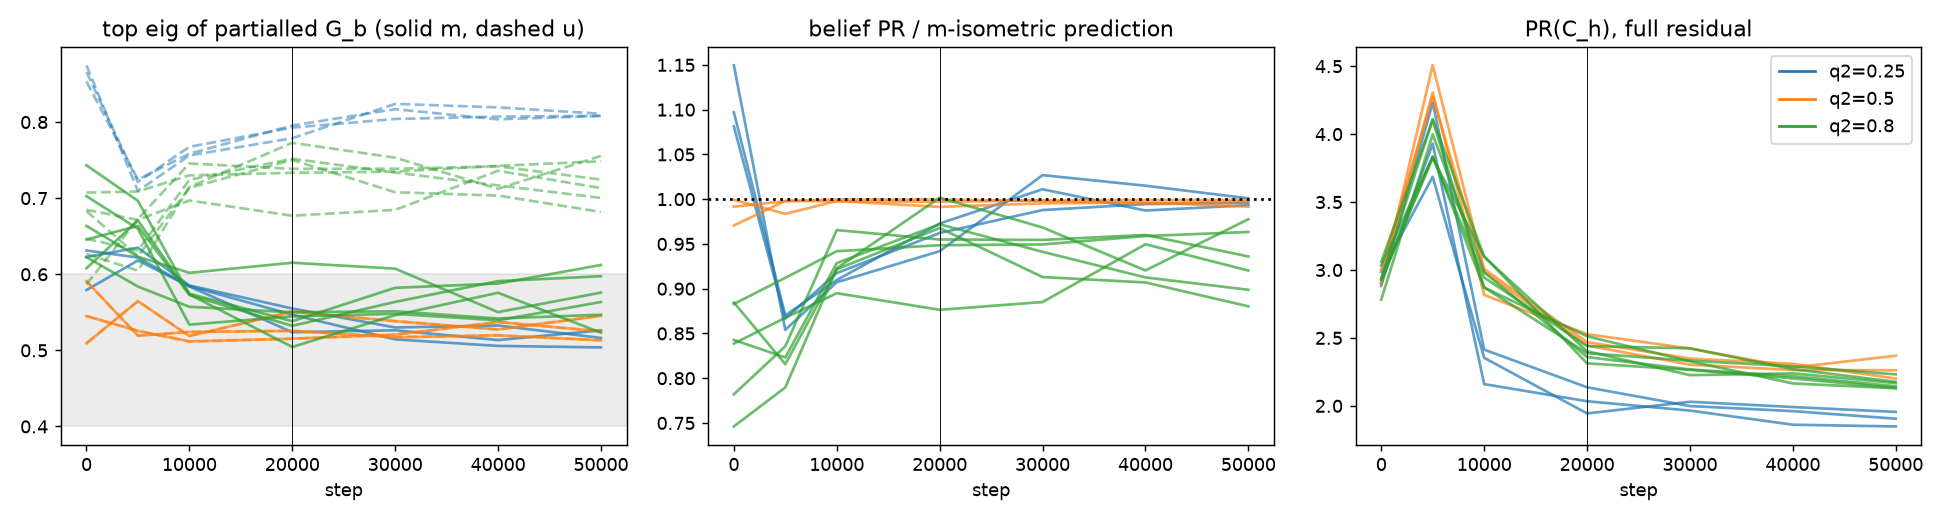 top eig of partialled G_b (solid m, dashed u)
0.8
0.7
0.6
0.5
0.4
0 10000 20000 30000 40000 50000
step
belief PR / m-isometric prediction
1.15
1.10
1.05
1.00
0.95
0.90
0.85
0.80
0.75
0 10000 20000 30000 40000 50000
step
PR(C_h), full residual
4.5
4.0
3.5
3.0
2.5
2.0
q2=0.25
q2=0.5
q2=0.8
0 10000 20000 30000 40000 50000
step